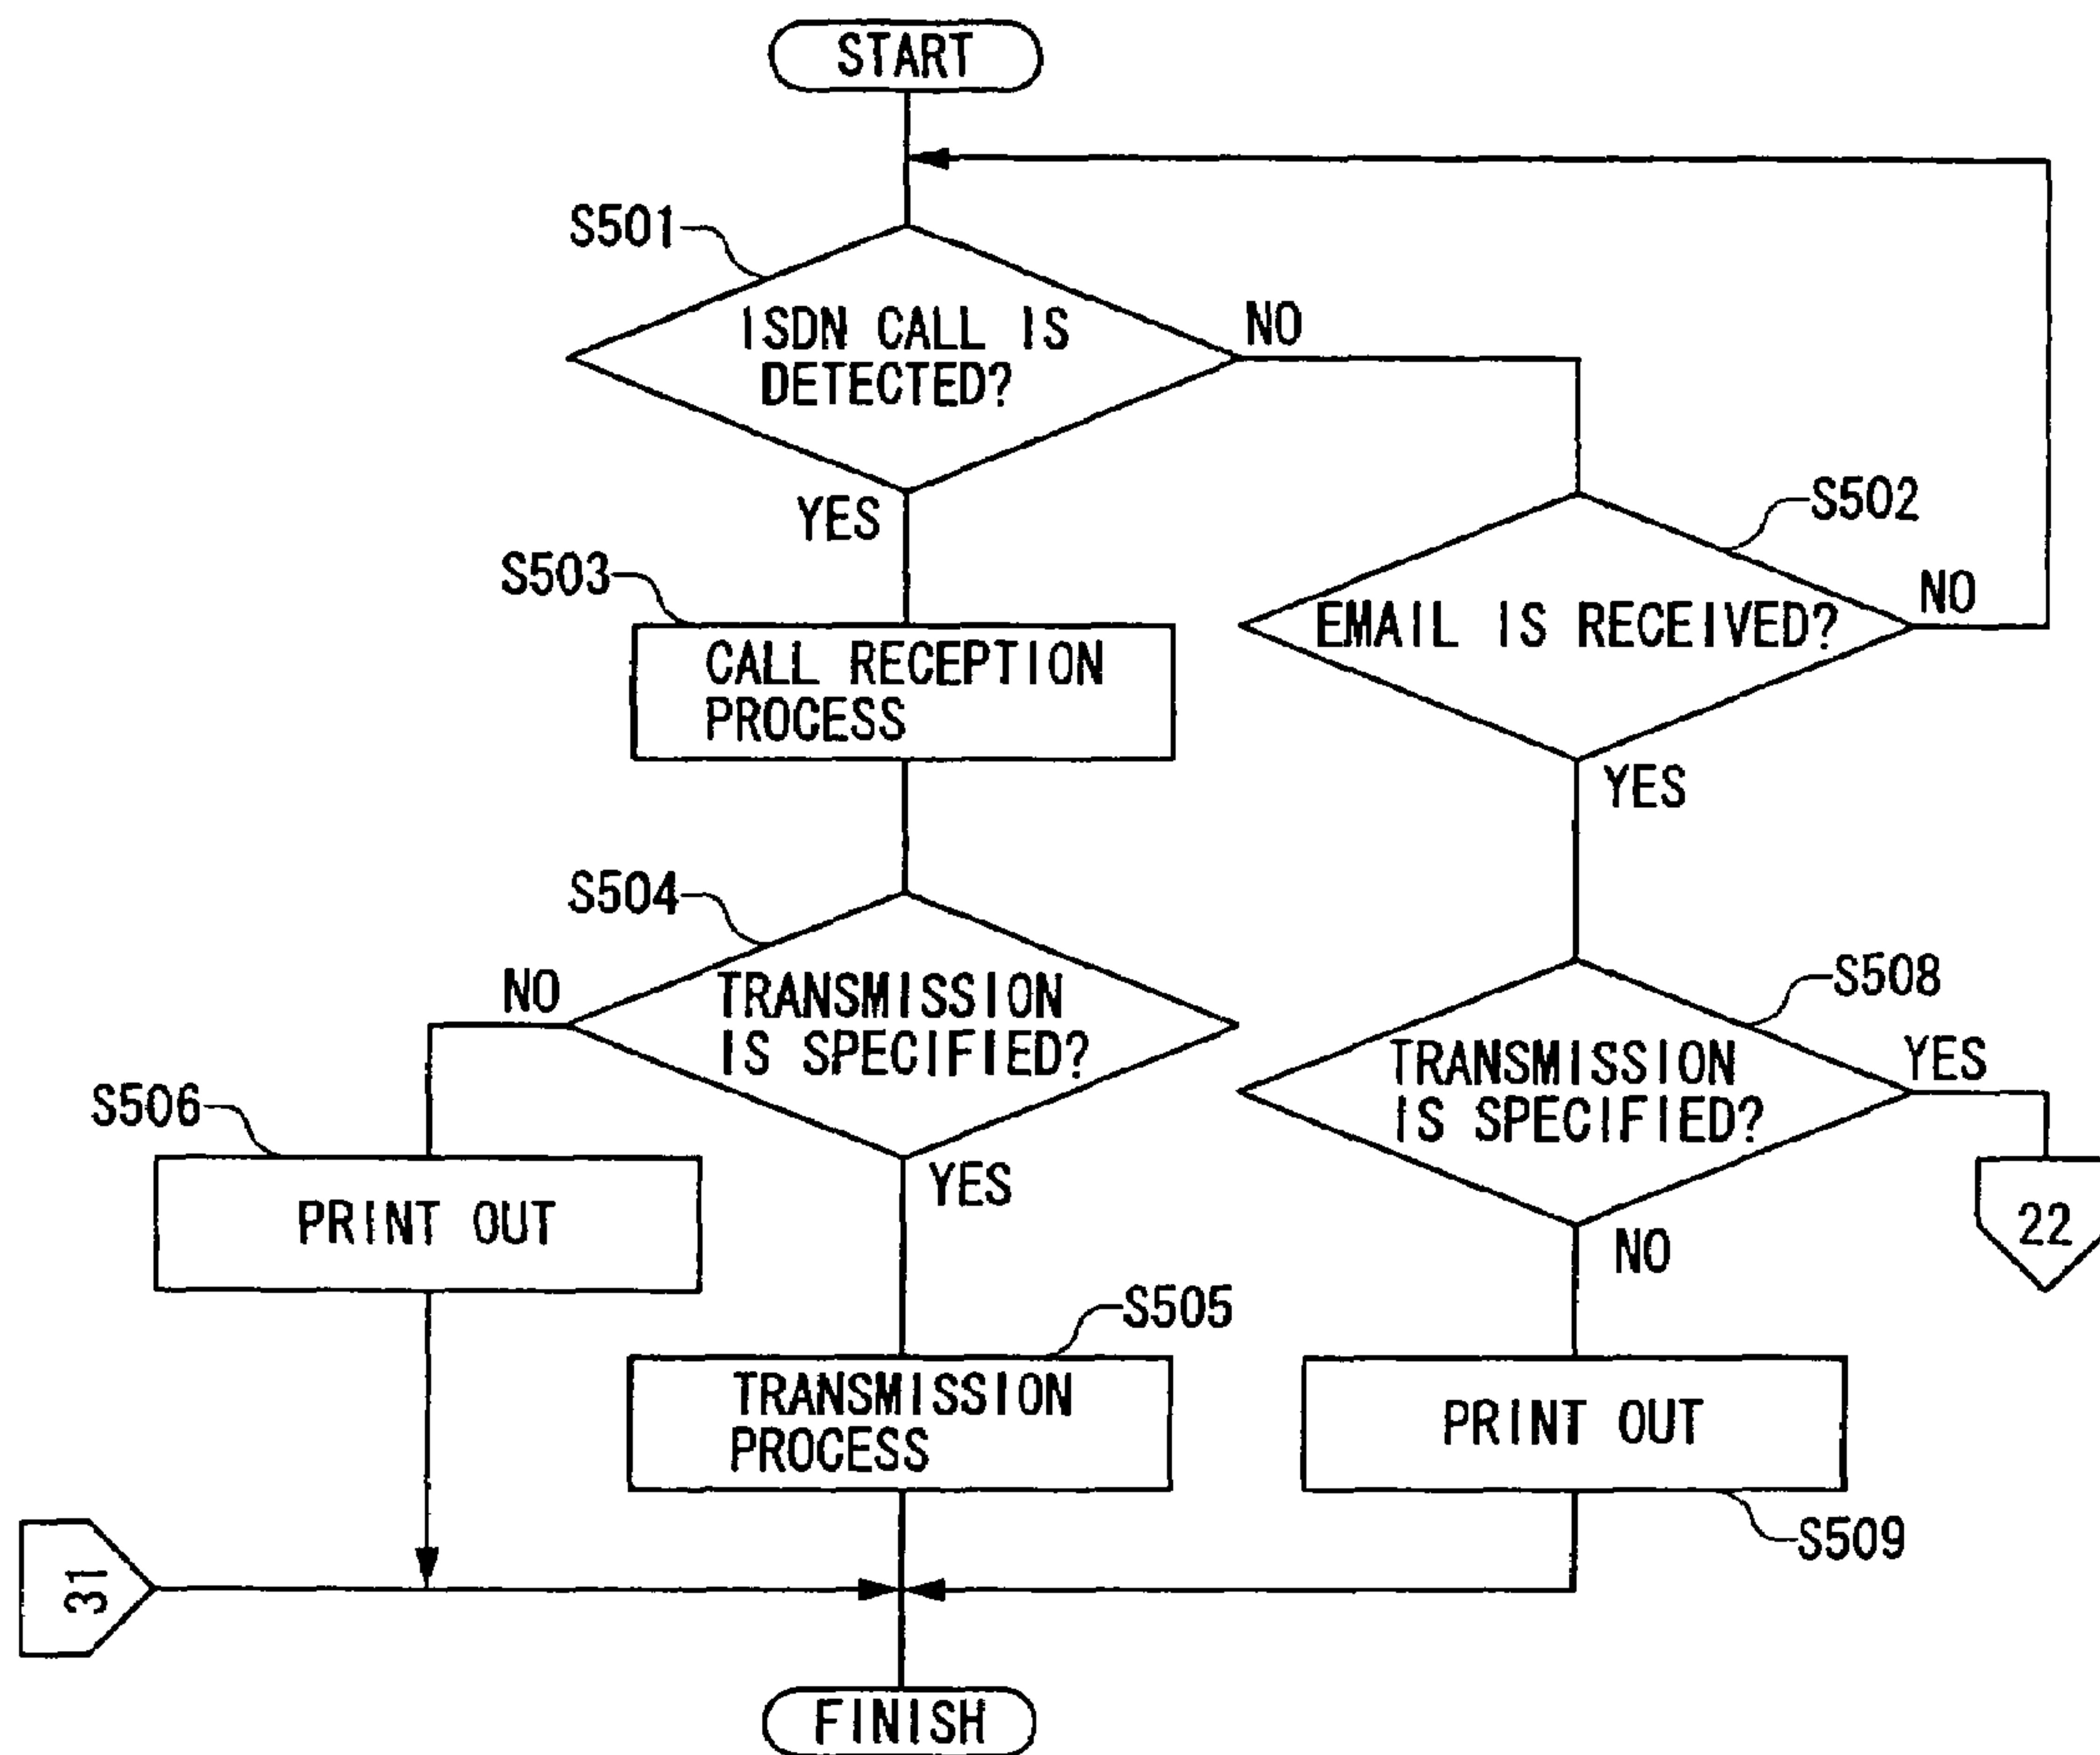 START
S501
ISDN CALL IS
DETECTED?
NO
YES
S502
EMAIL IS RECEIVED?
NO
YES
S503
CALL RECEPTION
PROCESS
S504
TRANSMISSION
IS SPECIFIED?
NO
YES
S508
TRANSMISSION
IS SPECIFIED?
YES
NO
22
S506
PRINT OUT
S505
TRANSMISSION
PROCESS
PRINT OUT
S509
31
FINISH